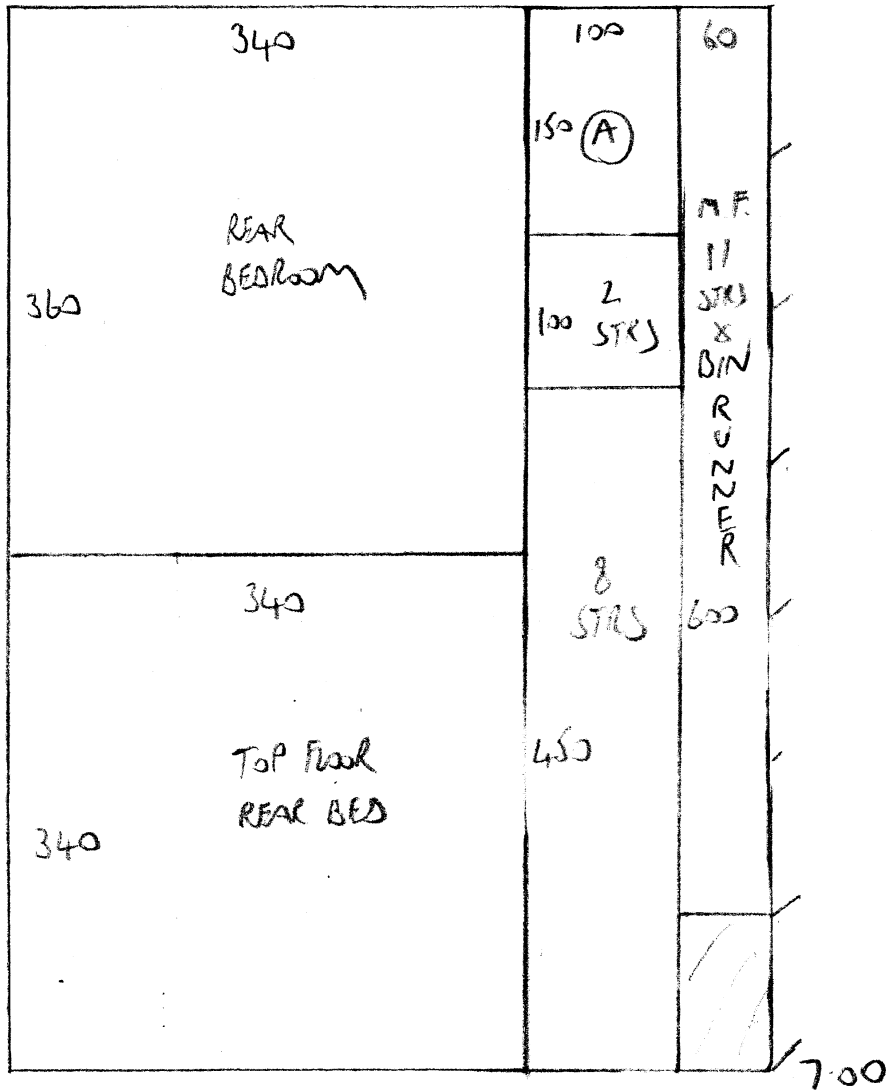 340
100
60
150 A
REAR
BEDROOM
360
100
2
STRS
M F.
11
STRS
&
BIN
RUNNER
340
8
STRS
600
TOP FLOOR
REAR BED
340
450
7.00